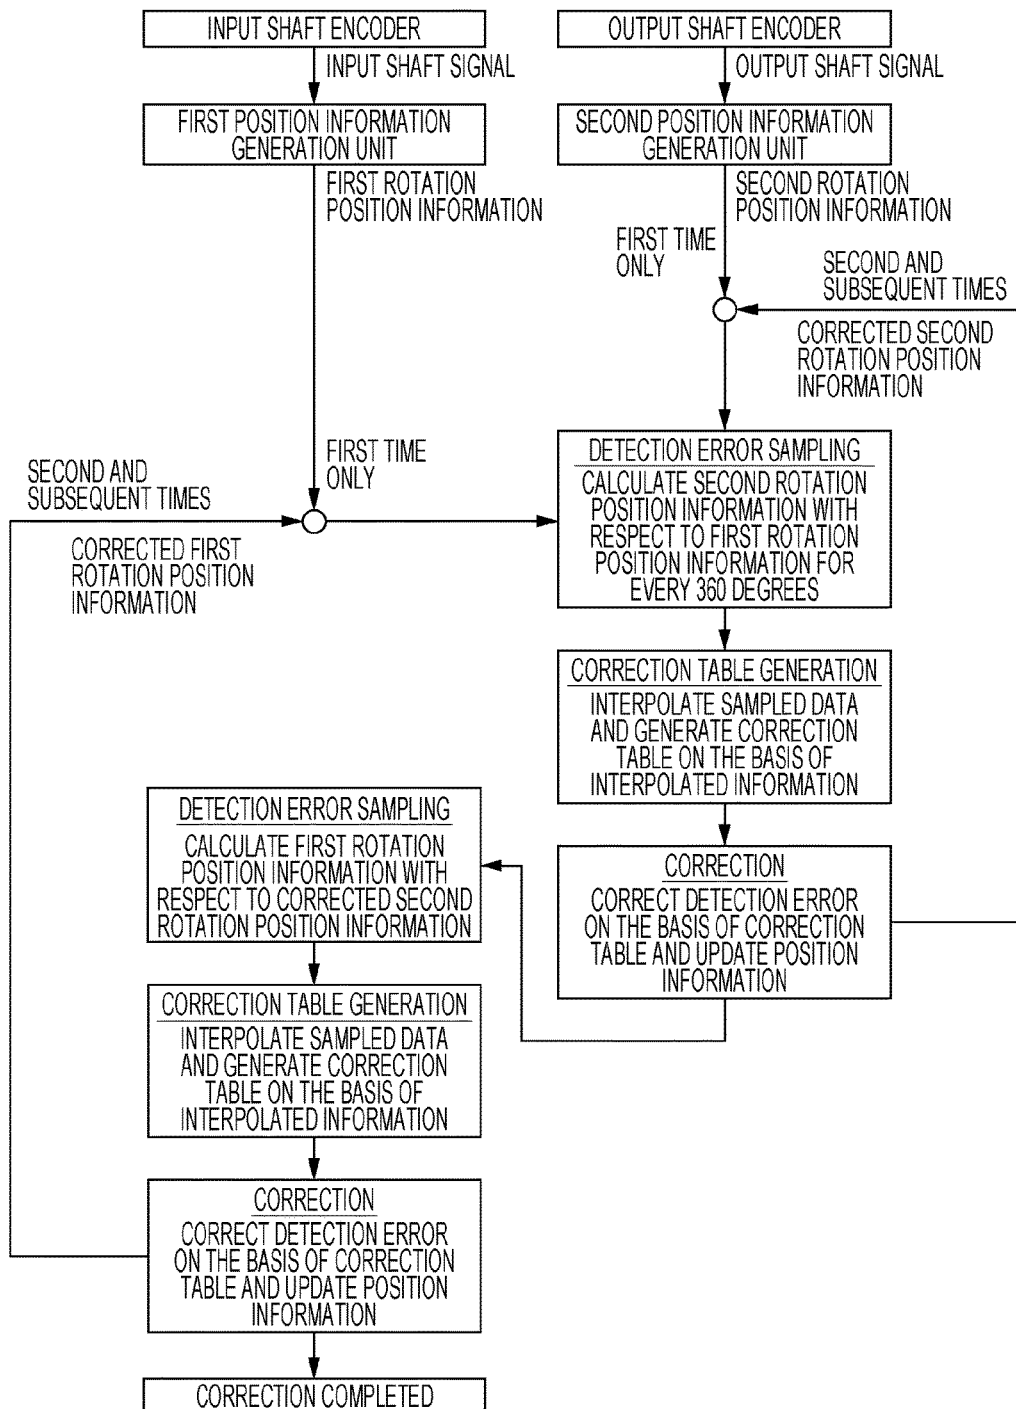 INPUT SHAFT ENCODER
OUTPUT SHAFT ENCODER
INPUT SHAFT SIGNAL
OUTPUT SHAFT SIGNAL
FIRST POSITION INFORMATION
GENERATION UNIT
SECOND POSITION INFORMATION
GENERATION UNIT
FIRST ROTATION
POSITION INFORMATION
SECOND ROTATION
POSITION INFORMATION
FIRST TIME
ONLY
SECOND AND
SUBSEQUENT TIMES
CORRECTED SECOND
ROTATION POSITION
INFORMATION
FIRST TIME
ONLY
SECOND AND
SUBSEQUENT TIMES
CORRECTED FIRST
ROTATION POSITION
INFORMATION
DETECTION ERROR SAMPLING
CALCULATE SECOND ROTATION
POSITION INFORMATION WITH
RESPECT TO FIRST ROTATION
POSITION INFORMATION FOR
EVERY 360 DEGREES
CORRECTION TABLE GENERATION
INTERPOLATE SAMPLED DATA
AND GENERATE CORRECTION
TABLE ON THE BASIS OF
INTERPOLATED INFORMATION
CORRECTION
CORRECT DETECTION ERROR
ON THE BASIS OF CORRECTION
TABLE AND UPDATE POSITION
INFORMATION
DETECTION ERROR SAMPLING
CALCULATE FIRST ROTATION
POSITION INFORMATION WITH
RESPECT TO CORRECTED SECOND
ROTATION POSITION INFORMATION
CORRECTION TABLE GENERATION
INTERPOLATE SAMPLED DATA
AND GENERATE CORRECTION
TABLE ON THE BASIS OF
INTERPOLATED INFORMATION
CORRECTION
CORRECT DETECTION ERROR
ON THE BASIS OF CORRECTION
TABLE AND UPDATE POSITION
INFORMATION
CORRECTION COMPLETED